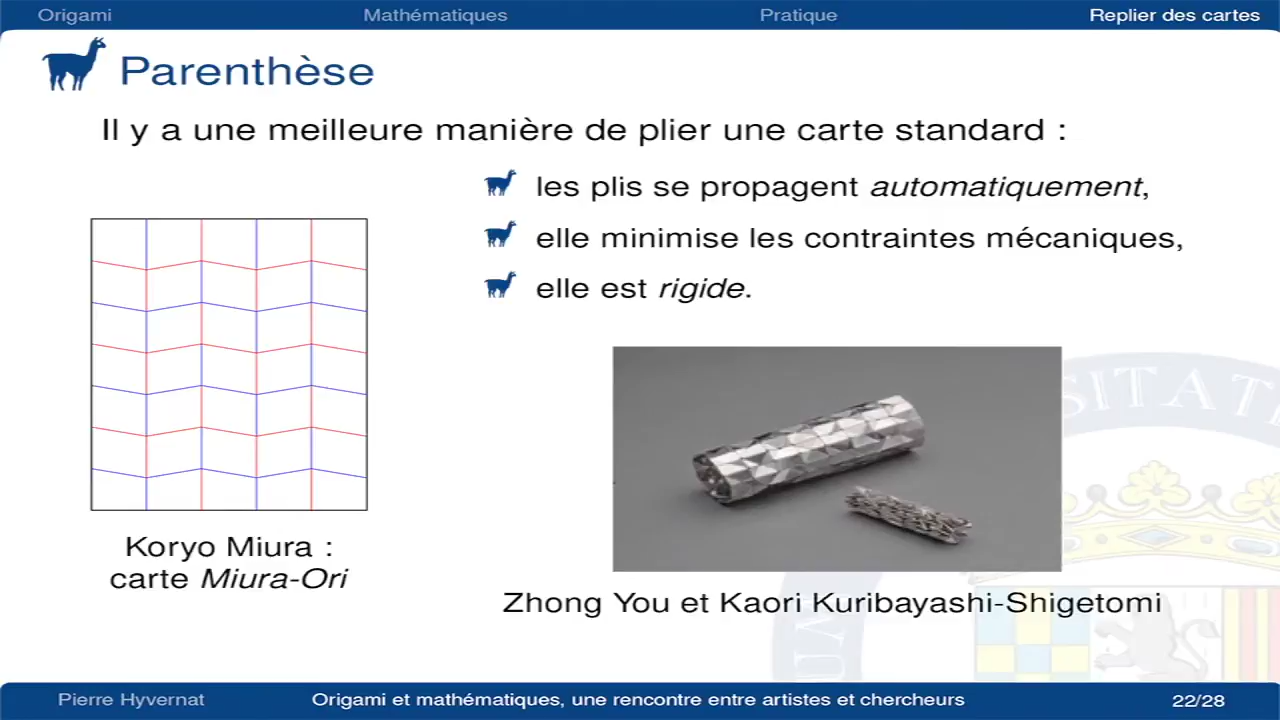 Origami Mathématiques Pratique Replier des cartes
Parenthèse
Il y a une meilleure manière de plier une carte standard :
les plis se propagent automatiquement,
elle minimise les contraintes mécaniques,
elle est rigide.
Koryo Miura :
carte Miura-Ori
Zhong You et Kaori Kuribayashi-Shigetomi
SITAT
UM
Pierre Hyvernat Origami et mathématiques, une rencontre entre artistes et chercheurs 22/28